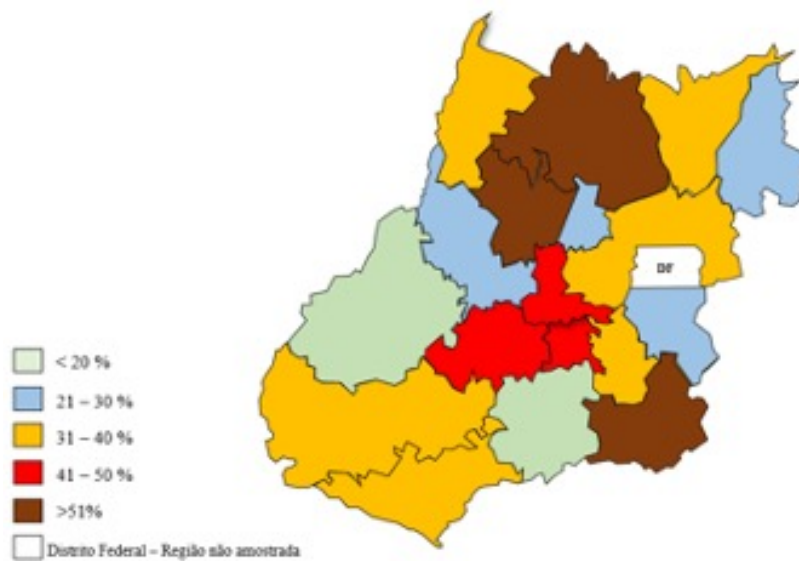 DF
< 20 %
21 – 30 %
31 – 40 %
41 – 50 %
>51%
Distrito Federal – Região não amostrada